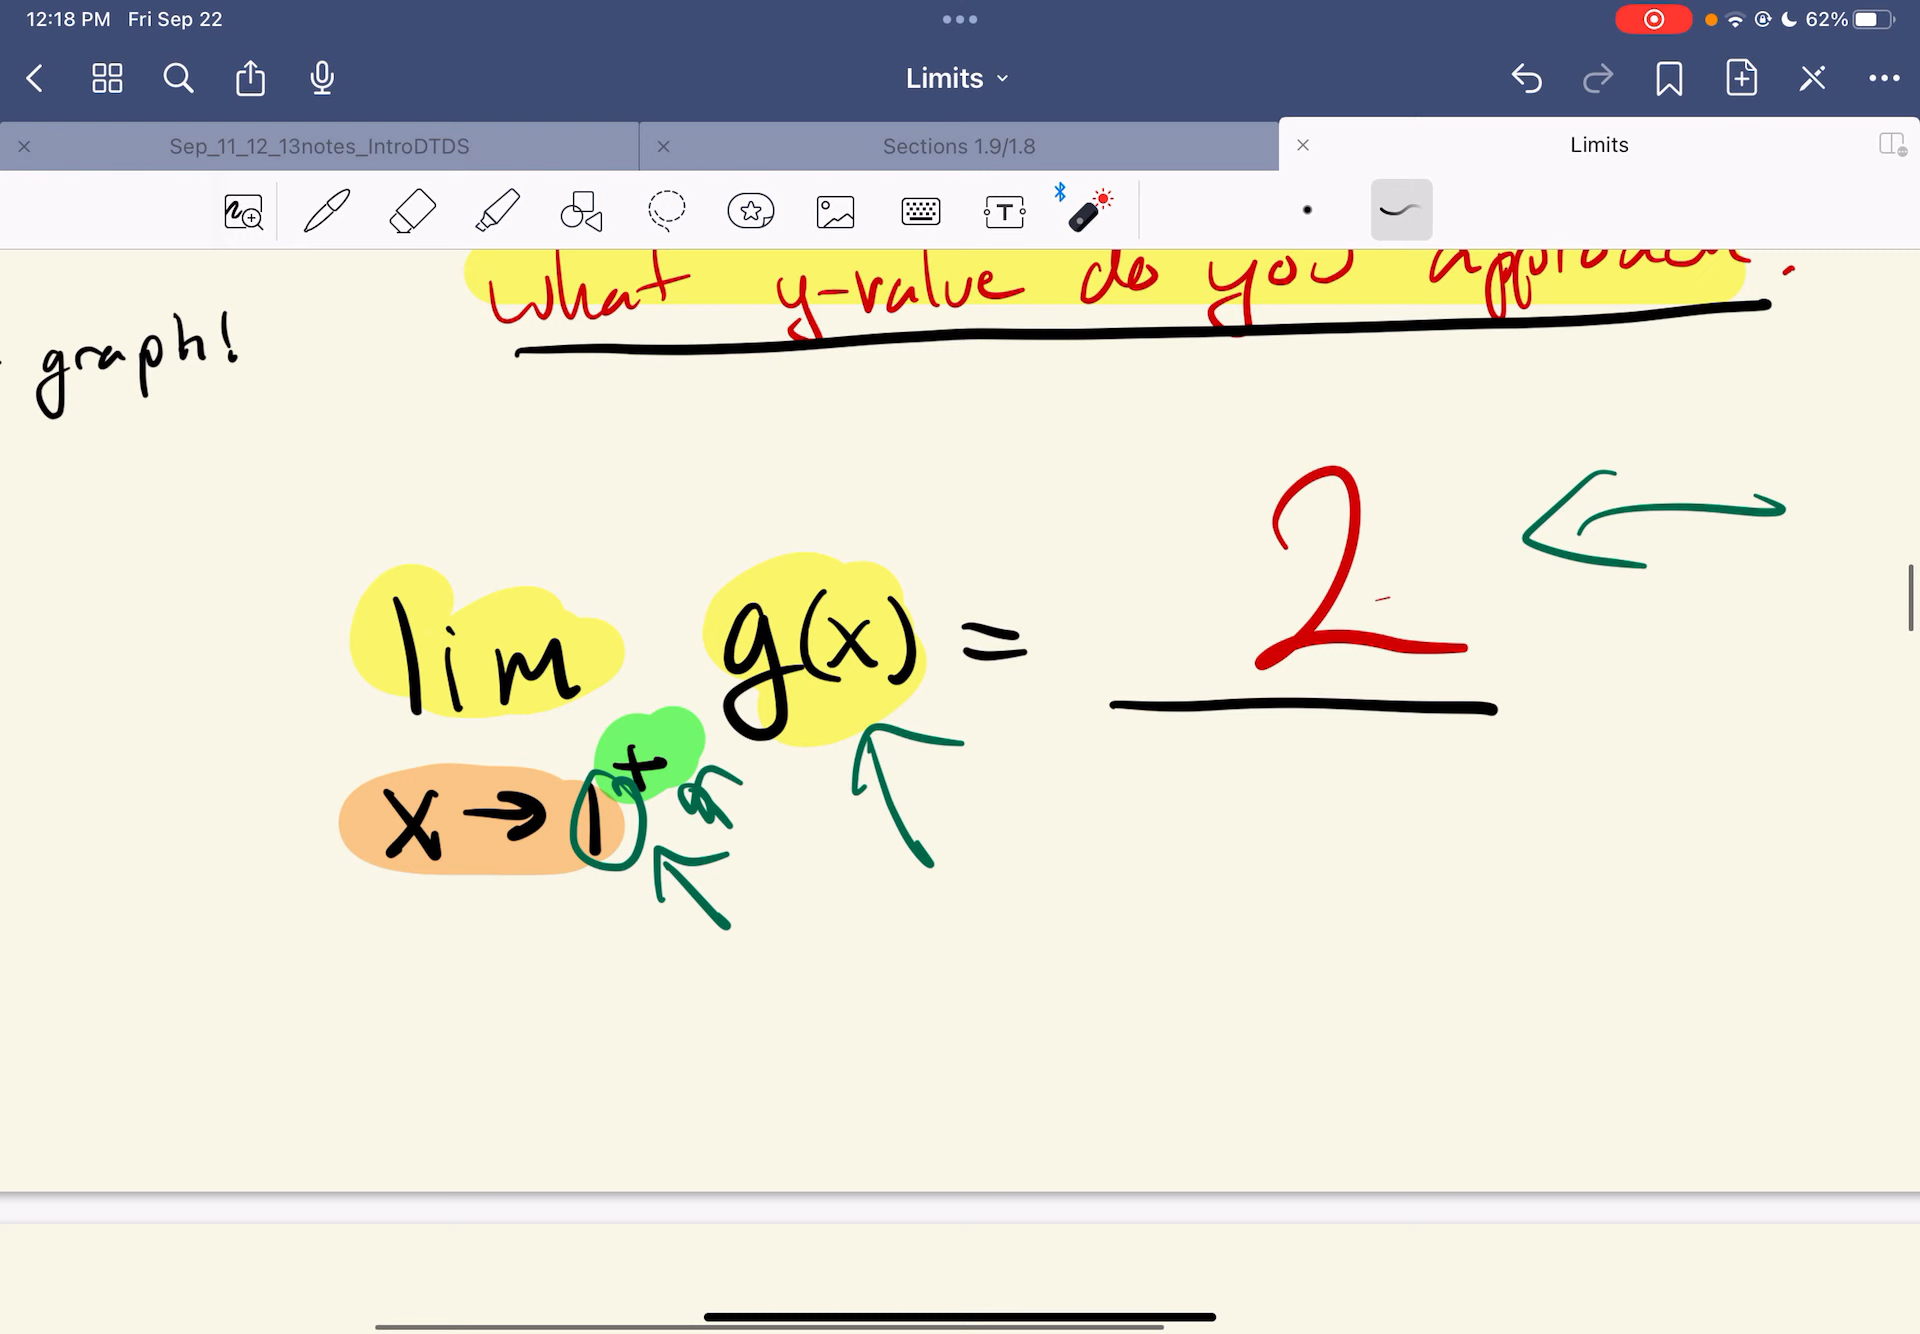 12:18 PM Fri Sep 22
62%
Limits
Sep_11_12_13notes_IntroDTDS
Sections 1.9/1.8
Limits
T
What y-value do you approach
graph!
lim g(x) = 2
x → 1+